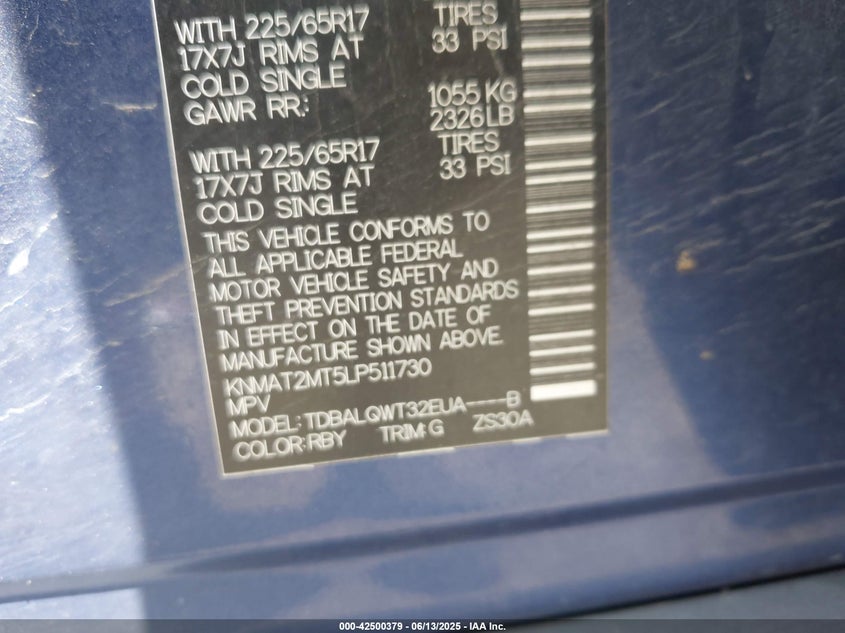 WITH 225/65R17 TIRES
17X7J RIMS AT 33 PSI
COLD SINGLE
GAWR RR.: 1055 KG
2326 LB
WITH 225/65R17 TIRES
17X7J RIMS AT 33 PSI
COLD SINGLE
THIS VEHICLE CONFORMS TO
ALL APPLICABLE FEDERAL
MOTOR VEHICLE SAFETY AND
THEFT PREVENTION STANDARDS
IN EFFECT ON THE DATE OF
MANUFACTURE SHOWN ABOVE.
KNMAT2MT5LP511730
MPV
MODEL:TDBALQWT32EUA----B
COLOR:RBY TRIM:G ZS30A
000-42500379 - 06/13/2025 - IAA Inc.